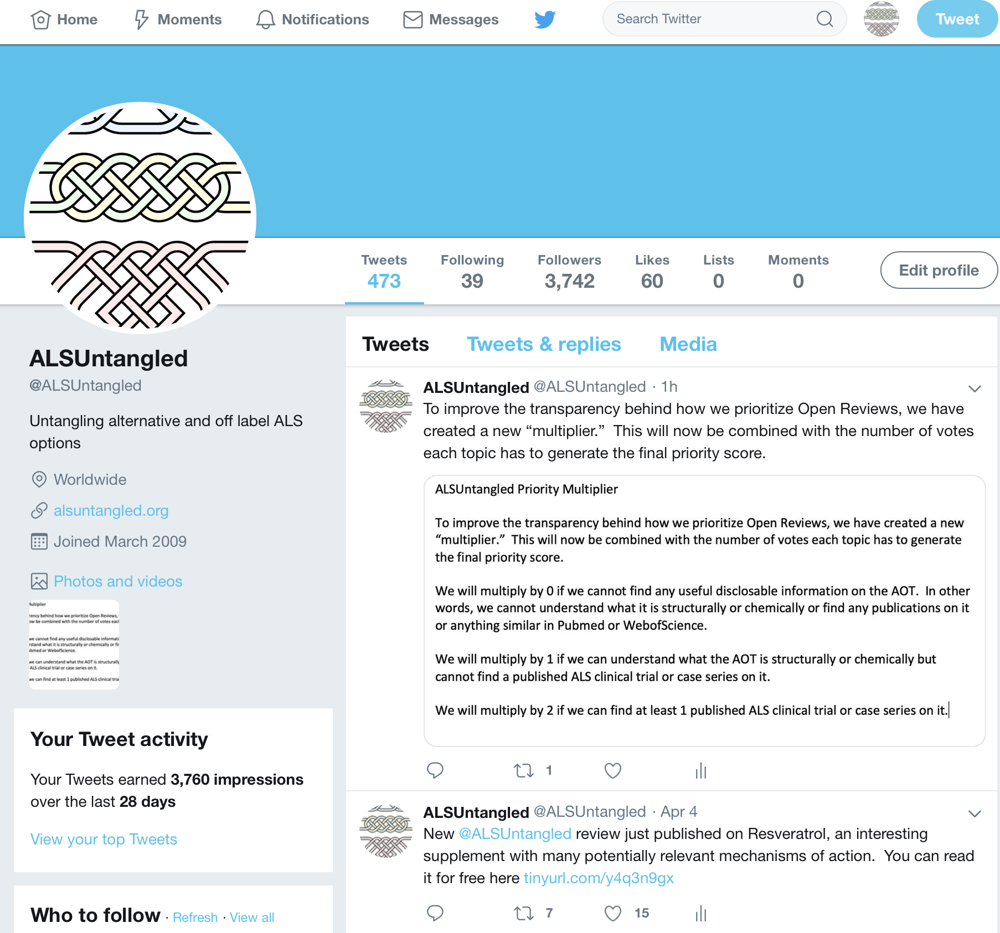 Home Moments Notifications Messages Search Twitter Tweet
Tweets Following Followers Likes Lists Moments
473 39 3,742 60 0 0
Edit profile
ALSUntangled
@ALSUntangled
Untangling alternative and off label ALS
options
Worldwide
alsuntangled.org
Joined March 2009
Photos and videos
Multiplier
rency behind how we prioritize Open Reviews,
ow be combined with the number of votes eacl
we cannot find any useful disclosable informati
rstand what it is structurally or chemically or fir
ubmed or WebofScience.
we can understand what the AOT is structurally
ALS clinical trial or case series on it.
we can find at least 1 published ALS clinical tria
Your Tweet activity
Your Tweets earned 3,760 impressions
over the last 28 days
View your top Tweets
Who to follow · Refresh · View all
Tweets Tweets & replies Media
ALSUntangled @ALSUntangled · 1h
To improve the transparency behind how we prioritize Open Reviews, we have
created a new “multiplier.” This will now be combined with the number of votes
each topic has to generate the final priority score.
ALSUntangled Priority Multiplier
To improve the transparency behind how we prioritize Open Reviews, we have created a new
“multiplier.” This will now be combined with the number of votes each topic has to generate
the final priority score.
We will multiply by 0 if we cannot find any useful disclosable information on the AOT. In other
words, we cannot understand what it is structurally or chemically or find any publications on it
or anything similar in Pubmed or WebofScience.
We will multiply by 1 if we can understand what the AOT is structurally or chemically but
cannot find a published ALS clinical trial or case series on it.
We will multiply by 2 if we can find at least 1 published ALS clinical trial or case series on it.
1
ALSUntangled @ALSUntangled · Apr 4
New @ALSUntangled review just published on Resveratrol, an interesting
supplement with many potentially relevant mechanisms of action. You can read
it for free here tinyurl.com/y4q3n9gx
7 15